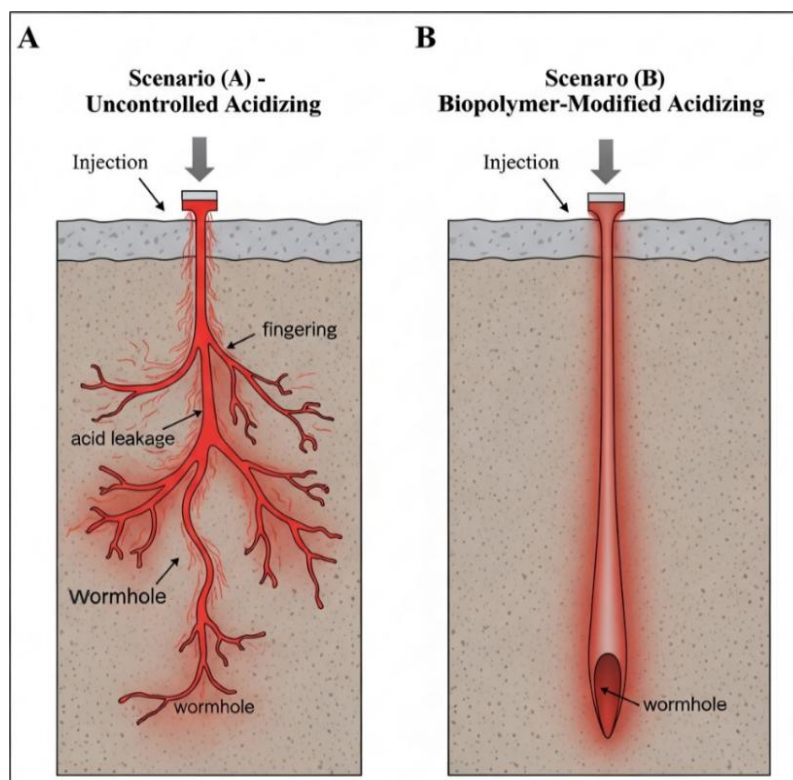 A
Scenario (A) -
Uncontrolled Acidizing
Injection
fingering
acid leakage
Wormhole
wormhole
B
Scenaro (B)
Biopolymer-Modified Acidizing
Injection
wormhole